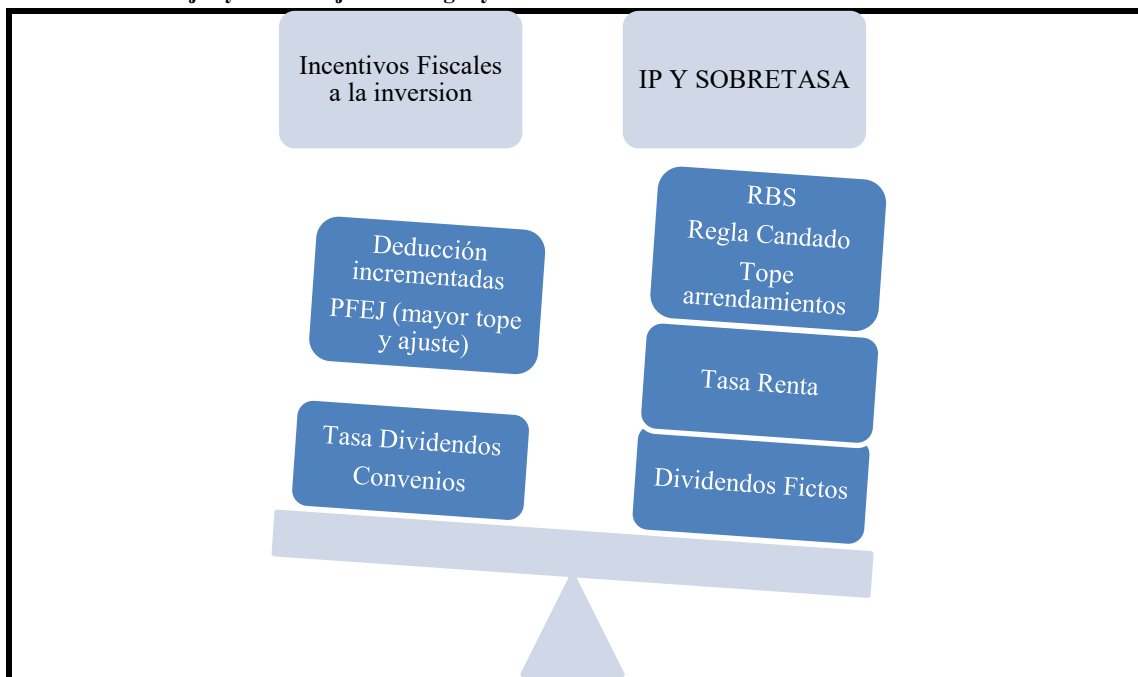 Incentivos Fiscales
a la inversion
IP Y SOBRETASA
Deducción
incrementadas
PFEJ (mayor tope
y ajuste)
Tasa Dividendos
Convenios
RBS
Regla Candado
Tope
arrendamientos
Tasa Renta
Dividendos Fictos